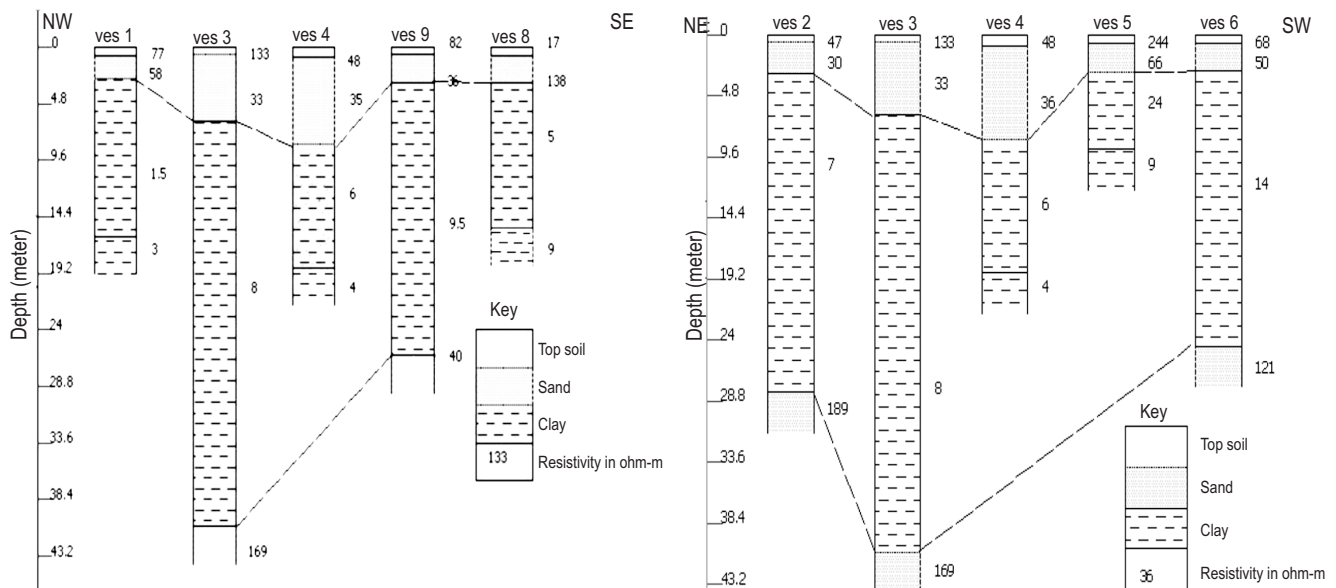 NW
SE
ves 1
ves 3
ves 4
ves 9
ves 8
Depth (meter)
0
4.8
9.6
14.4
19.2
24
28.8
33.6
38.4
43.2
77
58
1.5
3
133
33
8
169
48
35
6
4
82
36
9.5
40
17
138
5
9
Key
Top soil
Sand
Clay
133
Resistivity in ohm-m
NE
SW
ves 2
ves 3
ves 4
ves 5
ves 6
Depth (meter)
0
4.8
9.6
14.4
19.2
24
28.8
33.6
38.4
43.2
47
30
7
189
133
33
8
169
48
36
6
4
244
66
24
9
68
50
14
121
Key
Top soil
Sand
Clay
36
Resistivity in ohm-m